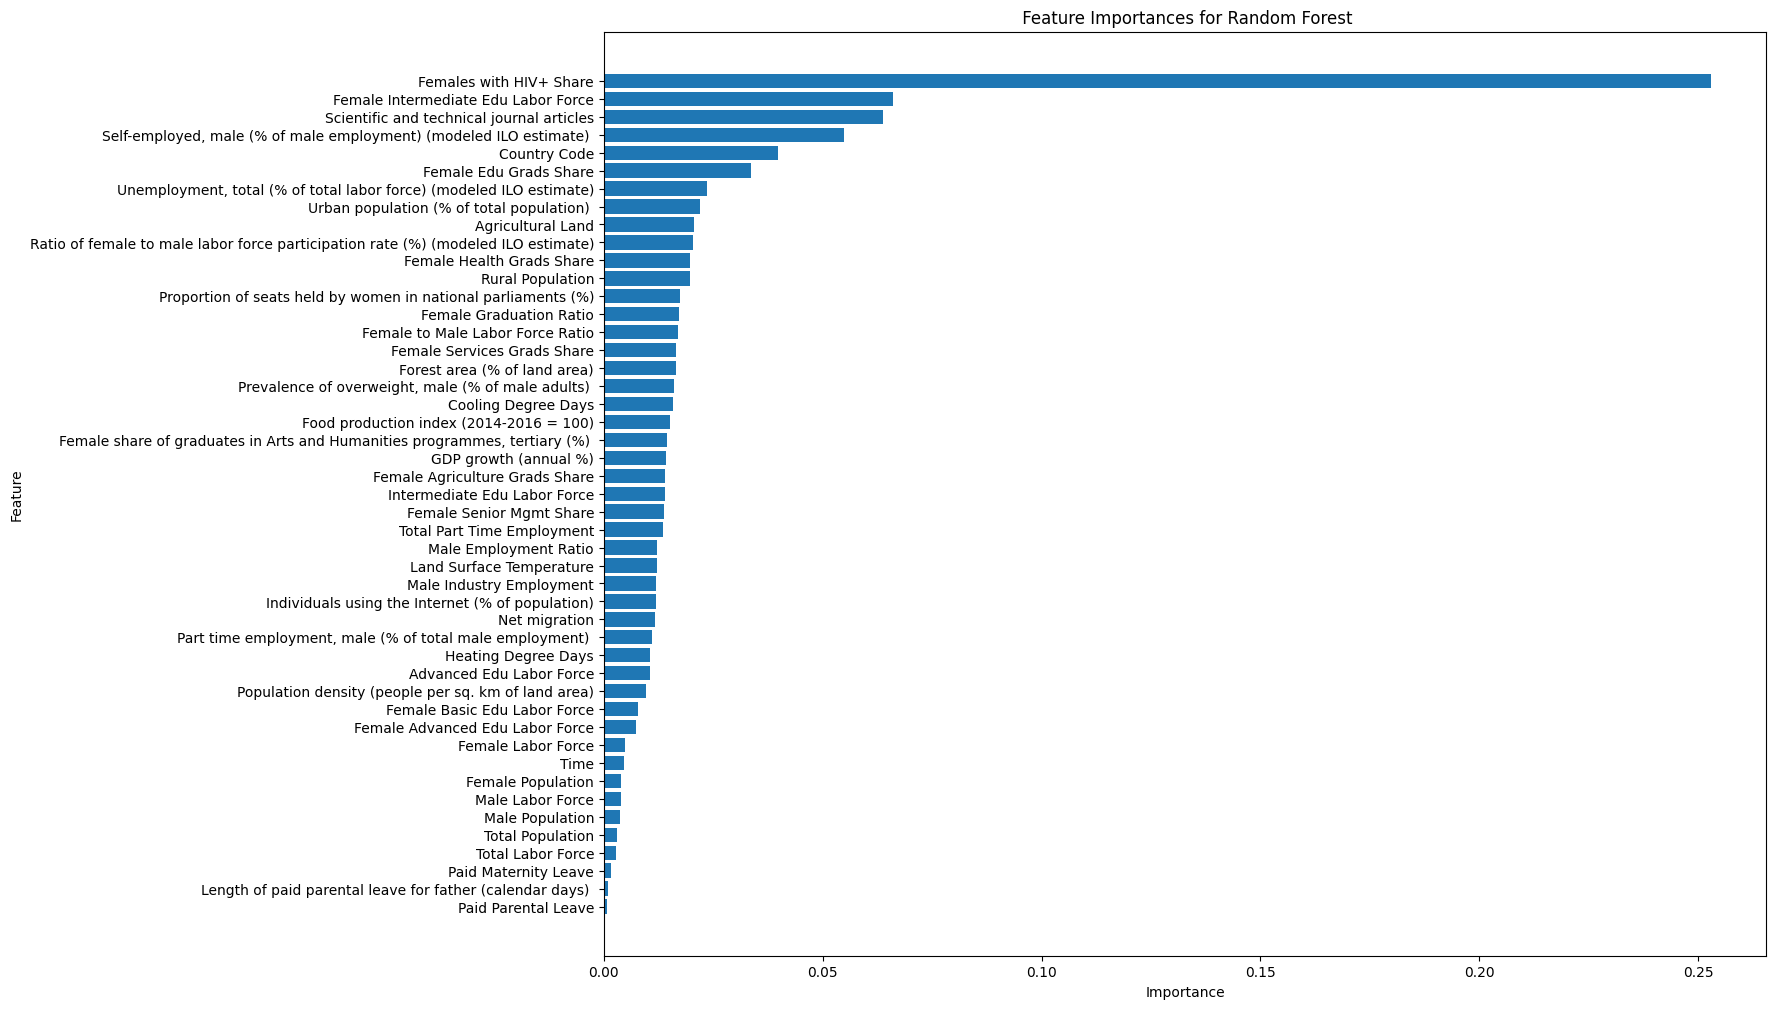 Feature Importances for Random Forest
Females with HIV+ Share
Female Intermediate Edu Labor Force
Scientific and technical journal articles
Self-employed, male (% of male employment) (modeled ILO estimate)
Country Code
Female Edu Grads Share
Unemployment, total (% of total labor force) (modeled ILO estimate)
Urban population (% of total population)
Agricultural Land
Ratio of female to male labor force participation rate (%) (modeled ILO estimate)
Female Health Grads Share
Rural Population
Proportion of seats held by women in national parliaments (%)
Female Graduation Ratio
Female to Male Labor Force Ratio
Female Services Grads Share
Forest area (% of land area)
Prevalence of overweight, male (% of male adults)
Cooling Degree Days
Food production index (2014-2016 = 100)
Female share of graduates in Arts and Humanities programmes, tertiary (%)
GDP growth (annual %)
Female Agriculture Grads Share
Intermediate Edu Labor Force
Female Senior Mgmt Share
Total Part Time Employment
Male Employment Ratio
Land Surface Temperature
Male Industry Employment
Individuals using the Internet (% of population)
Net migration
Part time employment, male (% of total male employment)
Heating Degree Days
Advanced Edu Labor Force
Population density (people per sq. km of land area)
Female Basic Edu Labor Force
Female Advanced Edu Labor Force
Female Labor Force
Time
Female Population
Male Labor Force
Male Population
Total Population
Total Labor Force
Paid Maternity Leave
Length of paid parental leave for father (calendar days)
Paid Parental Leave
Feature
0.00 0.05 0.10 0.15 0.20 0.25
Importance